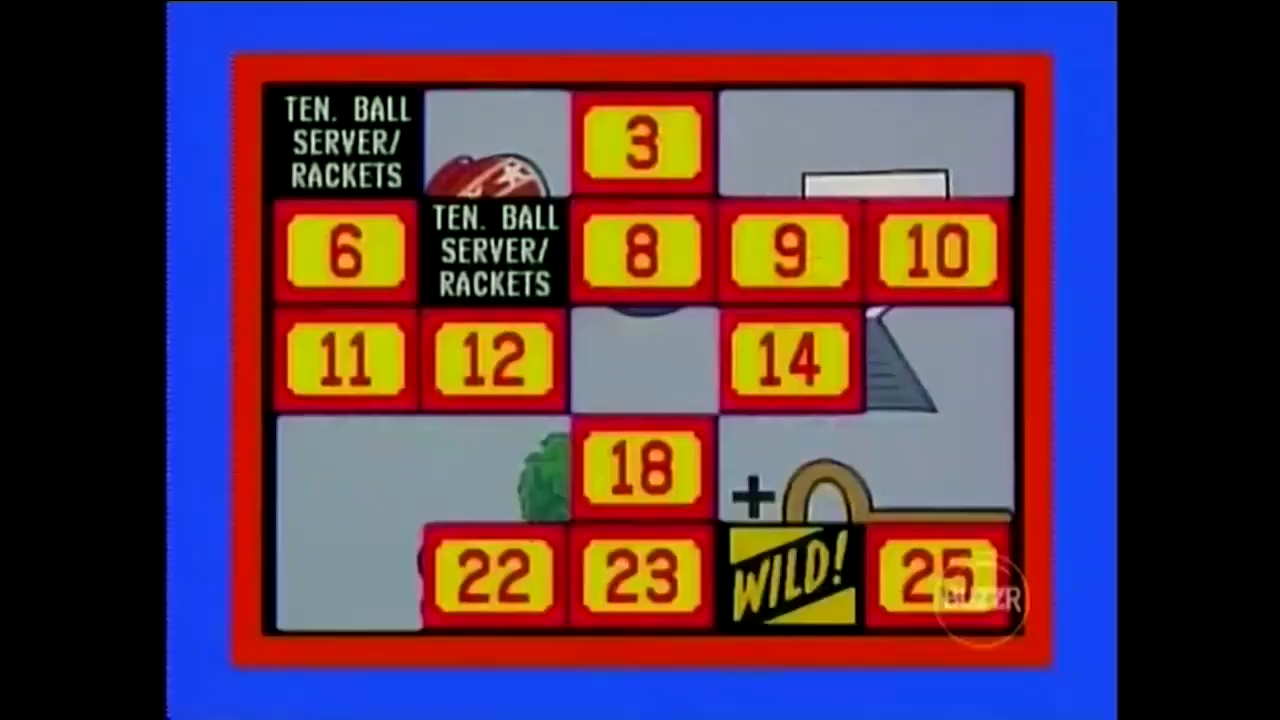 TEN. BALL
SERVER/
RACKETS
3
6
TEN. BALL
SERVER/
RACKETS
8
9
10
11
12
14
18
+
22
23
WILD!
25
BUZZR